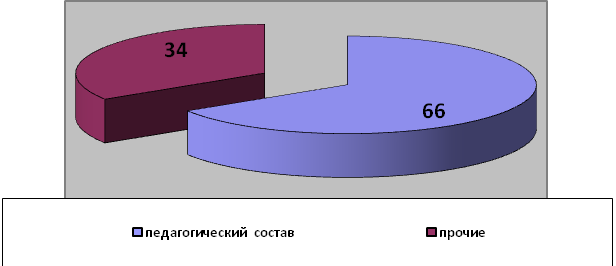 34
66
педагогический состав
прочие